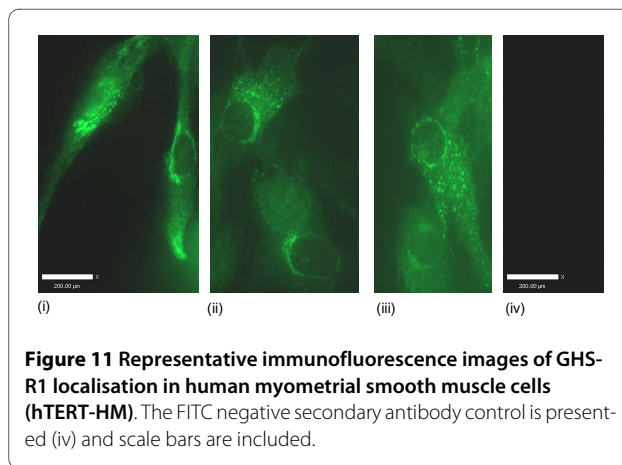 x
200.00 µm
x
200.00 µm
(i)
(ii)
(iii)
(iv)
Figure 11 Representative immunofluorescence images of GHS-
R1 localisation in human myometrial smooth muscle cells
(hTERT-HM). The FITC negative secondary antibody control is present-
ed (iv) and scale bars are included.